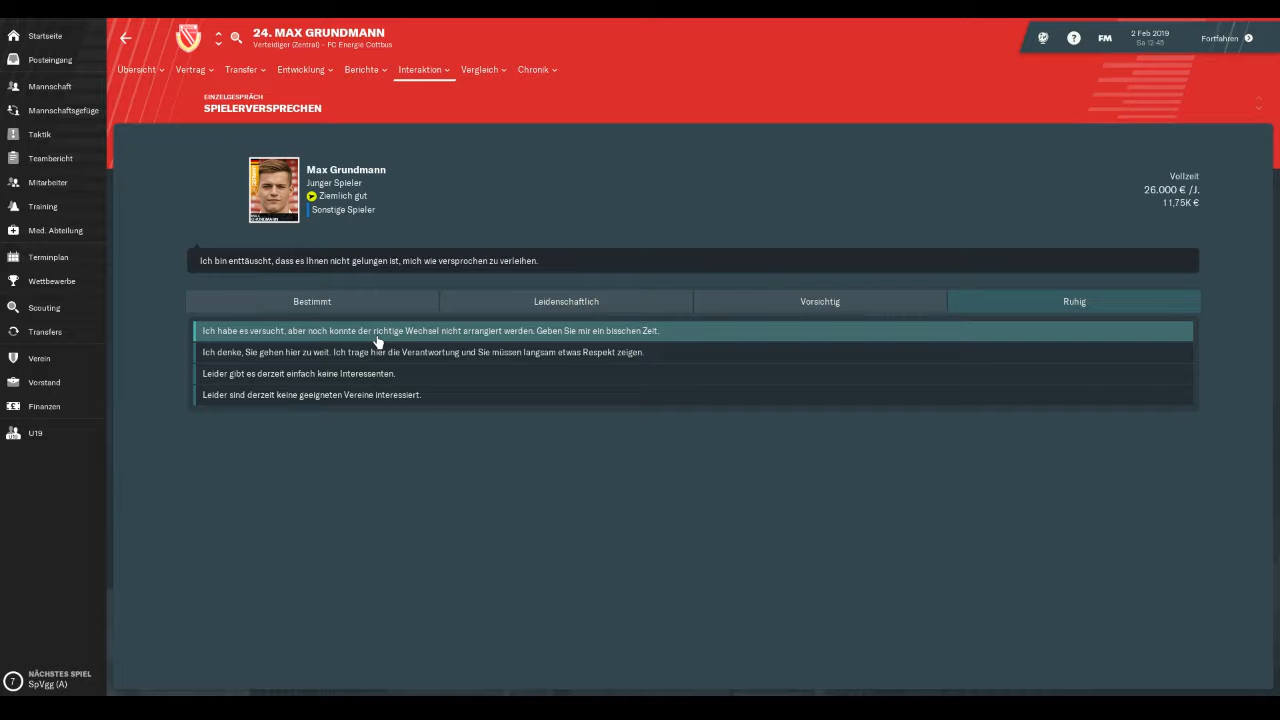 Startseite
Posteingang
Mannschaft
Mannschaftsgefüge
Taktik
Teambericht
Mitarbeiter
Training
Med. Abteilung
Terminplan
Wettbewerbe
Scouting
Transfers
Verein
Vorstand
Finanzen
U19
NÄCHSTES SPIEL
7 SpVgg (A)
24. MAX GRUNDMANN
Verteidiger (Zentral) – FC Energie Cottbus
? FM 2 Feb 2019 Fortfahren
Sa 12:45
Übersicht Vertrag Transfer Entwicklung Berichte Interaktion Vergleich Chronik
EINZELGESPRÄCH
SPIELERVERSPRECHEN
Max Grundmann
Junger Spieler
Ziemlich gut
Sonstige Spieler
Vollzeit
26.000 € /J.
11,75K €
Ich bin enttäuscht, dass es Ihnen nicht gelungen ist, mich wie versprochen zu verleihen.
Bestimmt Leidenschaftlich Vorsichtig Ruhig
Ich habe es versucht, aber noch konnte der richtige Wechsel nicht arrangiert werden. Geben Sie mir ein bisschen Zeit.
Ich denke, Sie gehen hier zu weit. Ich trage hier die Verantwortung und Sie müssen langsam etwas Respekt zeigen.
Leider gibt es derzeit einfach keine Interessenten.
Leider sind derzeit keine geeigneten Vereine interessiert.